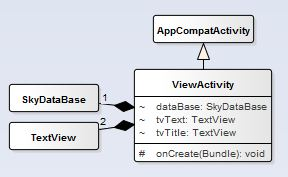 AppCompatActivity
ViewActivity
~ dataBase: SkyDataBase
~ tvText: TextView
~ tvTitle: TextView
# onCreate(Bundle): void
SkyDataBase
1
TextView
2